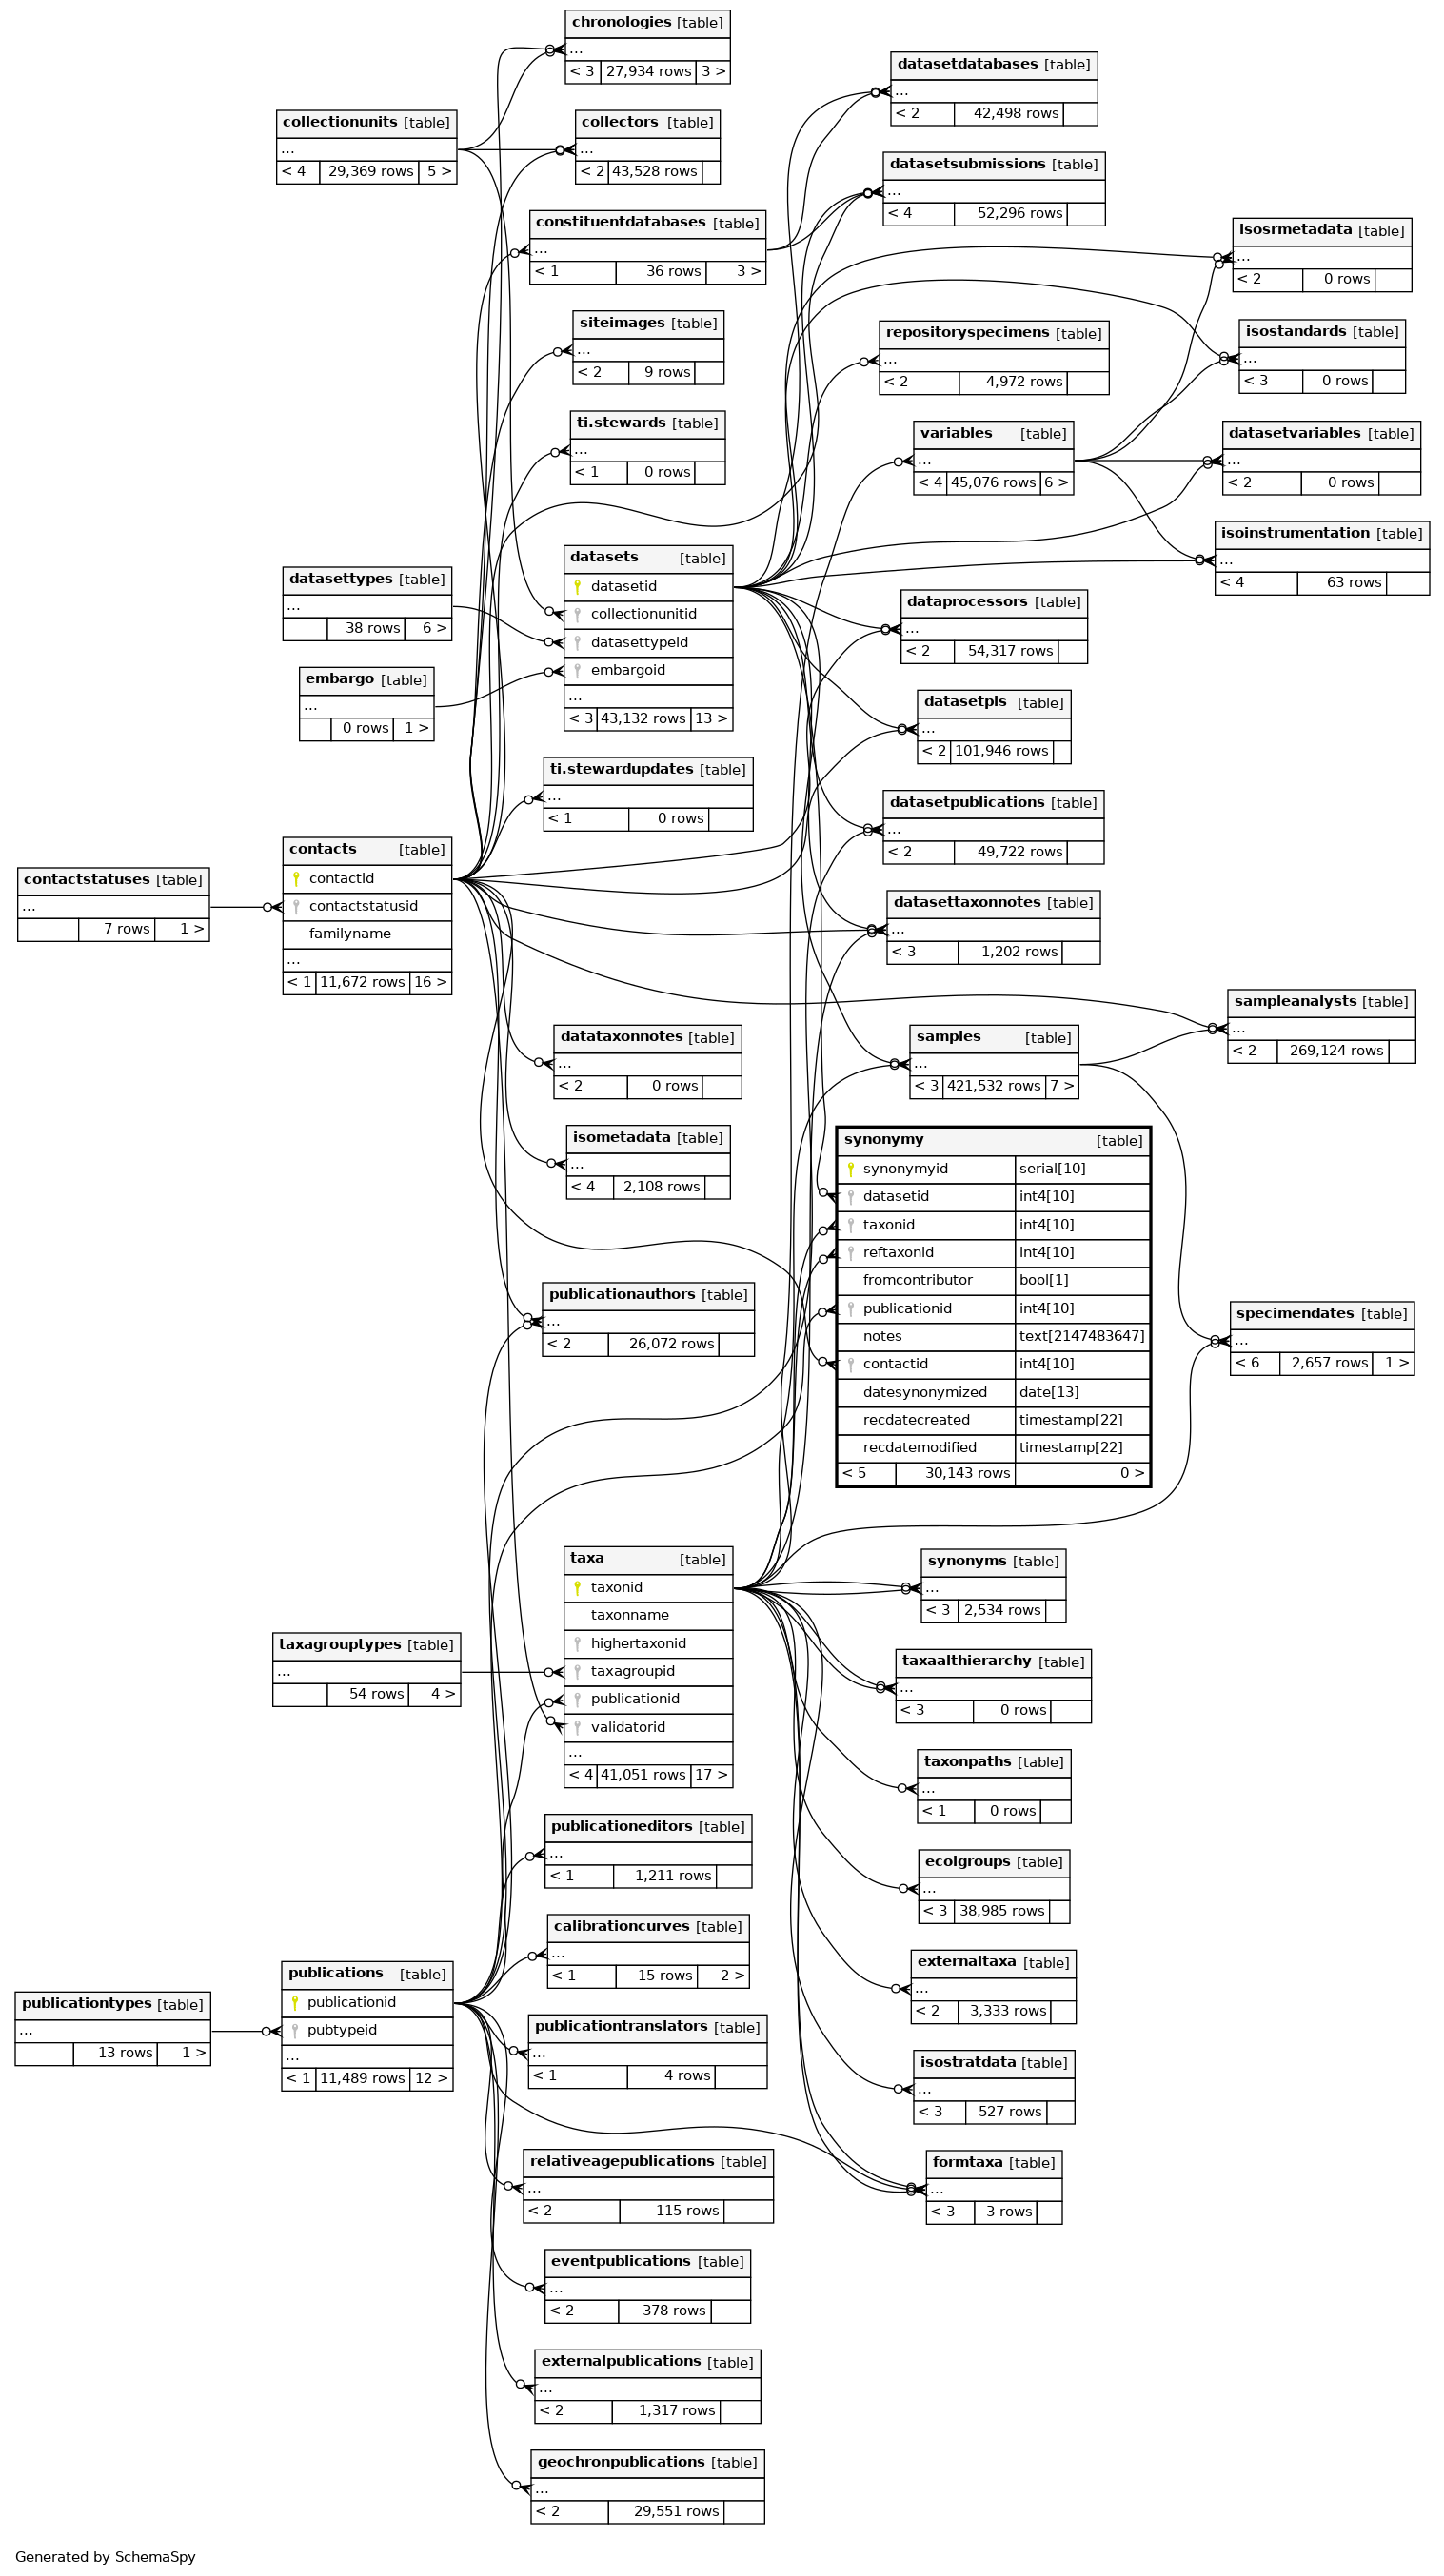 chronologies [table]
...
< 3 27,934 rows 3 >
datasetdatabases [table]
...
< 2 42,498 rows
collectionunits [table]
...
< 4 29,369 rows 5 >
collectors [table]
...
< 2 43,528 rows
datasetsubmissions [table]
...
< 4 52,296 rows
constituentdatabases [table]
...
< 1 36 rows 3 >
isosrmetadata [table]
...
< 2 0 rows
siteimages [table]
...
< 2 9 rows
repositoryspecimens [table]
...
< 2 4,972 rows
isostandards [table]
...
< 3 0 rows
ti.stewards [table]
...
< 1 0 rows
variables [table]
...
< 4 45,076 rows 6 >
datasetvariables [table]
...
< 2 0 rows
isoinstrumentation [table]
...
< 4 63 rows
datasets [table]
datasetid
collectionunitid
datasettypeid
embargoid
...
< 3 43,132 rows 13 >
datasettypes [table]
...
38 rows 6 >
dataprocessors [table]
...
< 2 54,317 rows
embargo [table]
...
0 rows 1 >
datasetpis [table]
...
< 2 101,946 rows
ti.stewardupdates [table]
...
< 1 0 rows
datasetpublications [table]
...
< 2 49,722 rows
contacts [table]
contactid
contactstatusid
familyname
...
< 1 11,672 rows 16 >
contactstatuses [table]
...
7 rows 1 >
datasettaxonnotes [table]
...
< 3 1,202 rows
sampleanalysts [table]
...
< 2 269,124 rows
datataxonnotes [table]
...
< 2 0 rows
samples [table]
...
< 3 421,532 rows 7 >
isometadata [table]
...
< 4 2,108 rows
synonymy [table]
synonymyid serial[10]
datasetid int4[10]
taxonid int4[10]
reftaxonid int4[10]
fromcontributor bool[1]
publicationid int4[10]
notes text[2147483647]
contactid int4[10]
datesynonymized date[13]
recdatecreated timestamp[22]
recdatemodified timestamp[22]
< 5 30,143 rows 0 >
publicationauthors [table]
...
< 2 26,072 rows
specimendates [table]
...
< 6 2,657 rows 1 >
taxa [table]
taxonid
taxonname
highertaxonid
taxagroupid
publicationid
validatorid
...
< 4 41,051 rows 17 >
synonyms [table]
...
< 3 2,534 rows
taxagrouptypes [table]
...
54 rows 4 >
taxaalthierarchy [table]
...
< 3 0 rows
taxonpaths [table]
...
< 1 0 rows
publicationeditors [table]
...
< 1 1,211 rows
ecolgroups [table]
...
< 3 38,985 rows
calibrationcurves [table]
...
< 1 15 rows 2 >
externaltaxa [table]
...
< 2 3,333 rows
publications [table]
publicationid
pubtypeid
...
< 1 11,489 rows 12 >
publicationtypes [table]
...
13 rows 1 >
publicationtranslators [table]
...
< 1 4 rows
isostratdata [table]
...
< 3 527 rows
relativeagepublications [table]
...
< 2 115 rows
formtaxa [table]
...
< 3 3 rows
eventpublications [table]
...
< 2 378 rows
externalpublications [table]
...
< 2 1,317 rows
geochronpublications [table]
...
< 2 29,551 rows
Generated by SchemaSpy